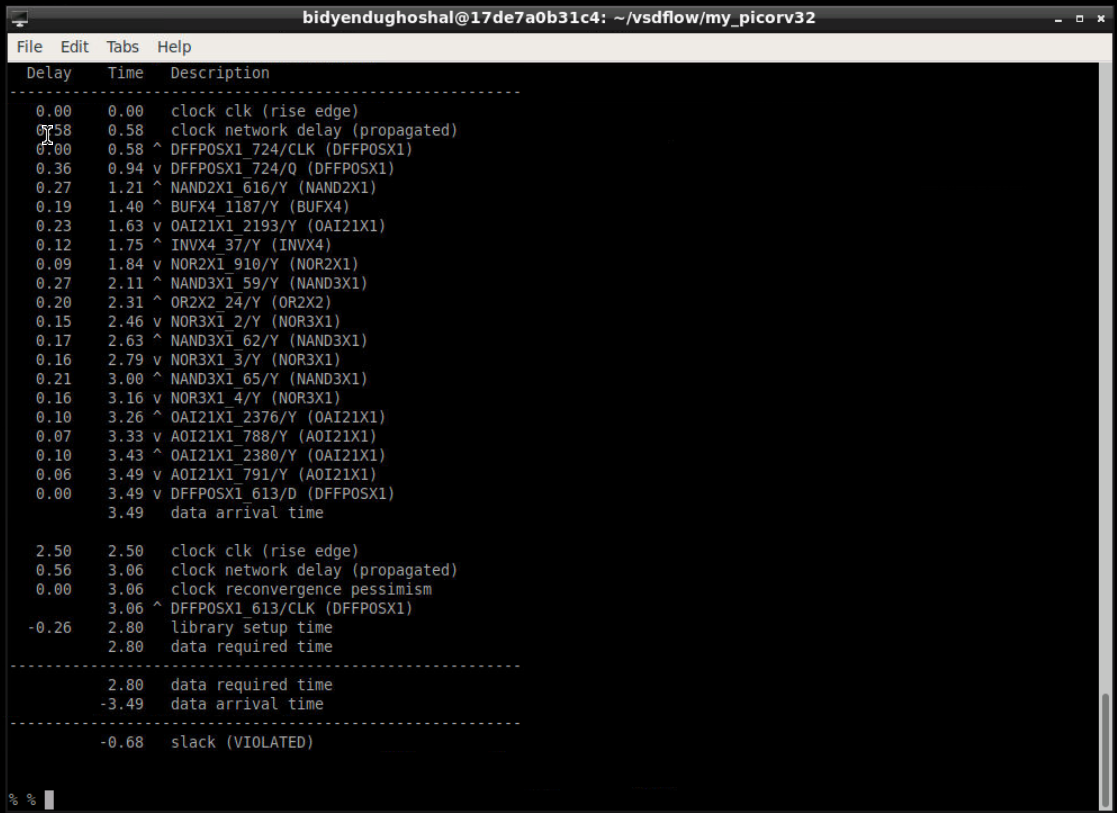 bidyendughoshal@17de7a0b31c4: ~/vsdflow/my_picorv32
File Edit Tabs Help
Delay Time Description
-----------------------------------------------------------
0.00 0.00 clock clk (rise edge)
0.58 0.58 clock network delay (propagated)
0.00 0.58 ^ DFFPOSX1_724/CLK (DFFPOSX1)
0.36 0.94 v DFFPOSX1_724/Q (DFFPOSX1)
0.27 1.21 ^ NAND2X1_616/Y (NAND2X1)
0.19 1.40 ^ BUFX4_1187/Y (BUFX4)
0.23 1.63 v OAI21X1_2193/Y (OAI21X1)
0.12 1.75 ^ INVX4_37/Y (INVX4)
0.09 1.84 v NOR2X1_910/Y (NOR2X1)
0.27 2.11 ^ NAND3X1_59/Y (NAND3X1)
0.20 2.31 ^ OR2X2_24/Y (OR2X2)
0.15 2.46 v NOR3X1_2/Y (NOR3X1)
0.17 2.63 ^ NAND3X1_62/Y (NAND3X1)
0.16 2.79 v NOR3X1_3/Y (NOR3X1)
0.21 3.00 ^ NAND3X1_65/Y (NAND3X1)
0.16 3.16 v NOR3X1_4/Y (NOR3X1)
0.10 3.26 ^ OAI21X1_2376/Y (OAI21X1)
0.07 3.33 v AOI21X1_788/Y (AOI21X1)
0.10 3.43 ^ OAI21X1_2380/Y (OAI21X1)
0.06 3.49 v AOI21X1_791/Y (AOI21X1)
0.00 3.49 v DFFPOSX1_613/D (DFFPOSX1)
3.49 data arrival time
2.50 2.50 clock clk (rise edge)
0.56 3.06 clock network delay (propagated)
0.00 3.06 clock reconvergence pessimism
3.06 ^ DFFPOSX1_613/CLK (DFFPOSX1)
-0.26 2.80 library setup time
2.80 data required time
-----------------------------------------------------------
2.80 data required time
-3.49 data arrival time
-----------------------------------------------------------
-0.68 slack (VIOLATED)
% %